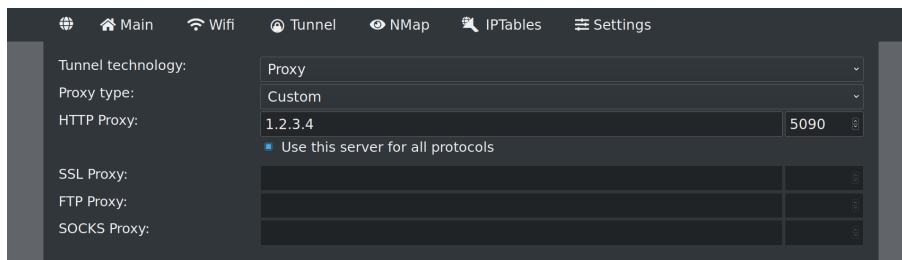 Main Wifi Tunnel NMap IPTables Settings
Tunnel technology: Proxy
Proxy type: Custom
HTTP Proxy: 1.2.3.4 5090
Use this server for all protocols
SSL Proxy:
FTP Proxy:
SOCKS Proxy: